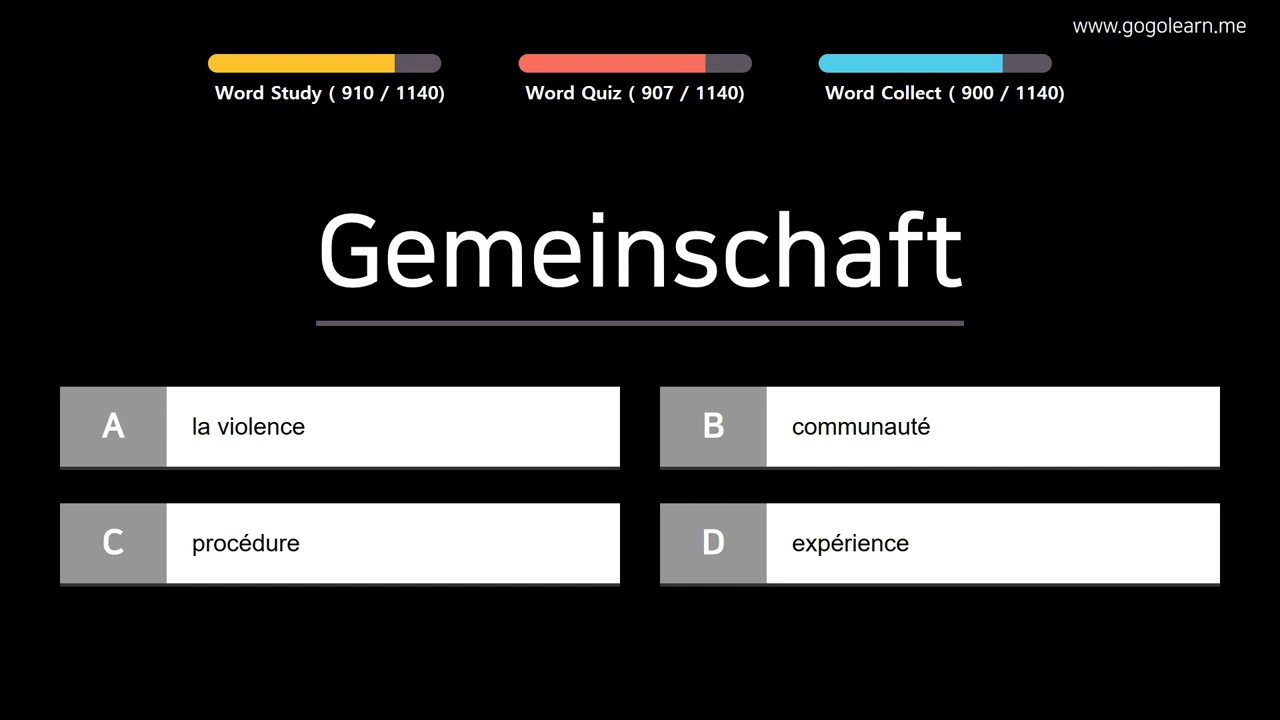 www.gogolearn.me
Word Study ( 910 / 1140)
Word Quiz ( 907 / 1140)
Word Collect ( 900 / 1140)
Gemeinschaft
A
la violence
B
communauté
C
procédure
D
expérience